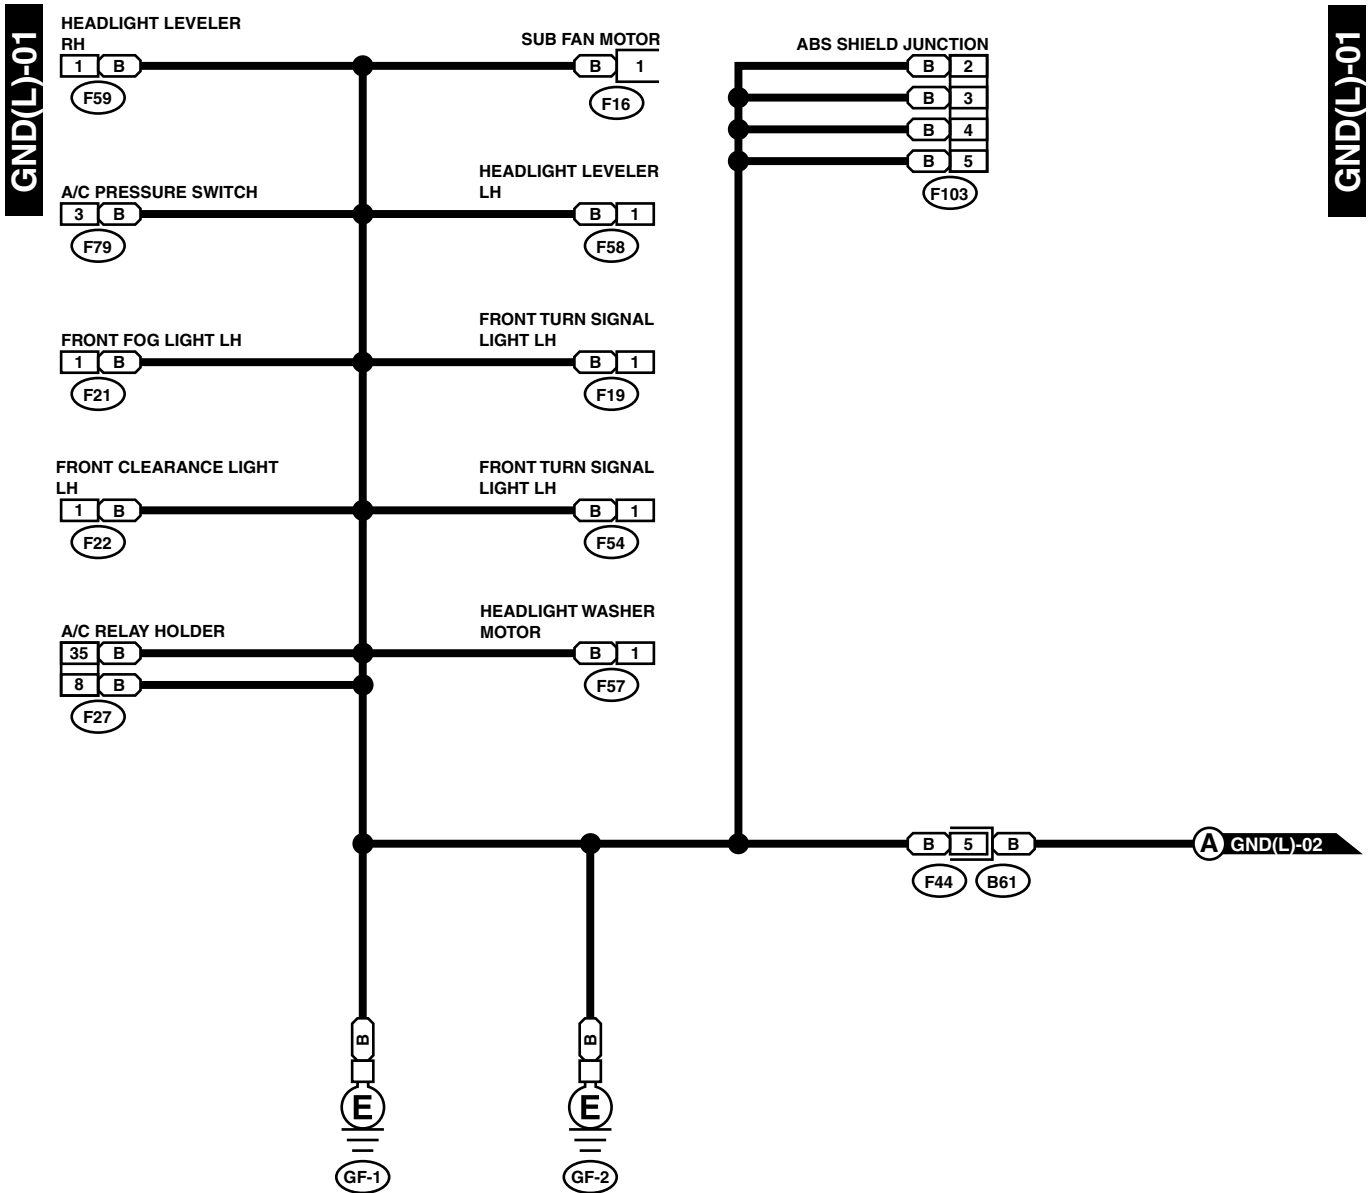 GND(L)-01
GND(L)-01
HEADLIGHT LEVELER
RH
1 B
F59
SUB FAN MOTOR
B 1
F16
ABS SHIELD JUNCTION
B 2
B 3
B 4
B 5
F103
A/C PRESSURE SWITCH
3 B
F79
HEADLIGHT LEVELER
LH
B 1
F58
FRONT FOG LIGHT LH
1 B
F21
FRONT TURN SIGNAL
LIGHT LH
B 1
F19
FRONT CLEARANCE LIGHT
LH
1 B
F22
FRONT TURN SIGNAL
LIGHT LH
B 1
F54
A/C RELAY HOLDER
35 B
8 B
F27
HEADLIGHT WASHER
MOTOR
B 1
F57
B 5 B
F44 B61
A GND(L)-02
B
E
GF-1
B
E
GF-2